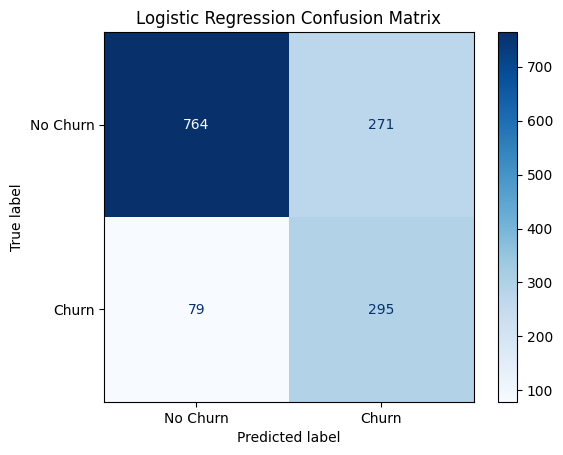 Logistic Regression Confusion Matrix
True label
No Churn
764
271
Churn
79
295
No Churn
Churn
Predicted label
700
600
500
400
300
200
100